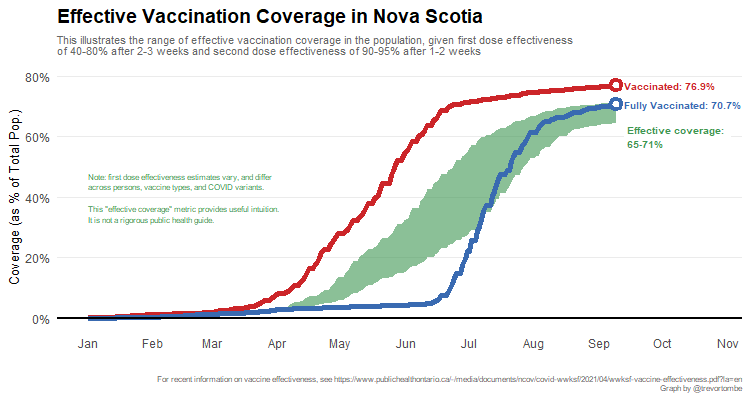 Effective Vaccination Coverage in Nova Scotia
This illustrates the range of effective vaccination coverage in the population, given first dose effectiveness
of 40-80% after 2-3 weeks and second dose effectiveness of 90-95% after 1-2 weeks
Coverage (as % of Total Pop.)
80%
60%
40%
20%
0%
Vaccinated: 76.9%
Fully Vaccinated: 70.7%
Effective coverage:
65-71%
Note: first dose effectiveness estimates vary, and differ
across persons, vaccine types, and COVID variants.
This "effective coverage" metric provides useful intuition.
It is not a rigorous public health guide.
Jan Feb Mar Apr May Jun Jul Aug Sep Oct Nov
For recent information on vaccine effectiveness, see https://www.publichealthontario.ca/-/media/documents/ncov/covid-wwksf/2021/04/wwksf-vaccine-effectiveness.pdf?la=en
Graph by @trevortombe